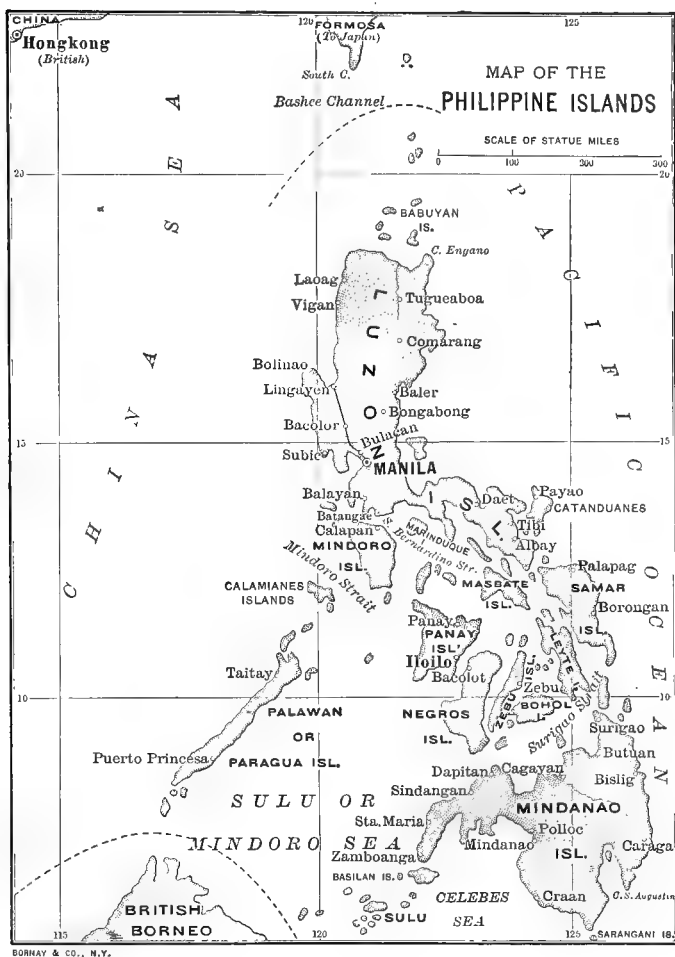 CHINA
Hongkong
(British)
120
FORMOSA
(To Japan)
125
South C.
Bashee Channel
MAP OF THE
PHILIPPINE ISLANDS
SCALE OF STATUE MILES
0 100 200 300
20
20
CHINA SEA
PACIFIC OCEAN
BABUYAN
IS.
C. Engano
Laoag
Vigan
Tugueaboa
LUZON ISL.
Comarang
Bolinao
Lingayen
Baler
Bongabong
Bacolor
Bulacan
15
15
Subic
MANILA
Balayan
Batangas
Calapan
Daet
Payao
CATANDUANES
Tibi
Albay
MARINDUQUE I
S. Bernardino Str.
MINDORO
ISL.
Mindoro Strait
CALAMIANES
ISLANDS
MASBATE
ISL.
Palapag
SAMAR
ISL.
Borongan
Panay
PANAY
ISL'
Iloilo
Bacolot
LEYTE I.
Taitay
ZEBU ISL.
Zebu
BOHOL
10
10
PALAWAN
OR
PARAGUA ISL.
NEGROS
ISL.
Surigao Strait
Surigao
Butuan
Puerto Princesa
Dapitan
Cagayan
Bislig
Sindangan
SULU OR
MINDORO SEA
MINDANAO
ISL.
Sta. Maria
Polloc
Mindanao
Caraga
Zamboanga
BASILAN IS.
CELEBES
SEA
Craan
C.S. Augustin
BRITISH
BORNEO
SULU
115
120
125
SARANGANI IS.
BORNAY & CO., N.Y.